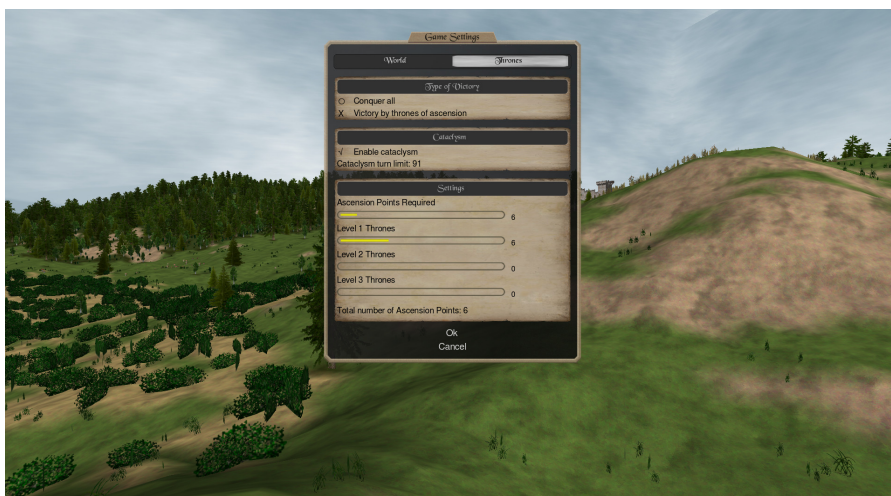 Game Settings
World Thrones
Type of Victory
O Conquer all
X Victory by thrones of ascension
Cataclysm
√ Enable cataclysm
Cataclysm turn limit: 91
Settings
Ascension Points Required
6
Level 1 Thrones
6
Level 2 Thrones
0
Level 3 Thrones
0
Total number of Ascension Points: 6
Ok
Cancel